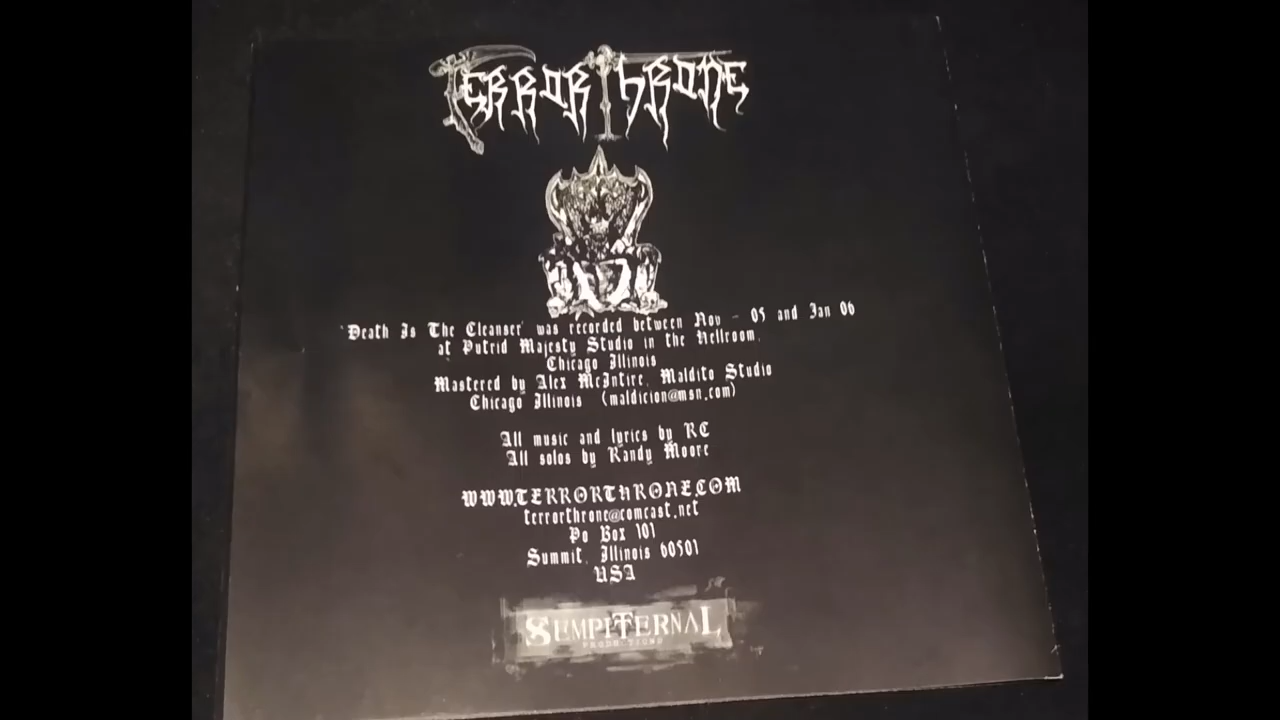 TERRORTHRONE
'Death Is The Cleanser' was recorded between Nov - 05 and Jan 06
at Putrid Majesty Studio in the Hellroom.
Chicago Illinois
Mastered by Alex McIntire, Maldito Studio
Chicago Illinois (maldicion@msn.com)
All music and lyrics by RC
All solos by Randy Moore
WWW.TERRORTHRONE.COM
terrorthrone@comcast.net
Po Box 101
Summit, Illinois 60501
USA
SEMPITERNAL
PRODUCTIONS